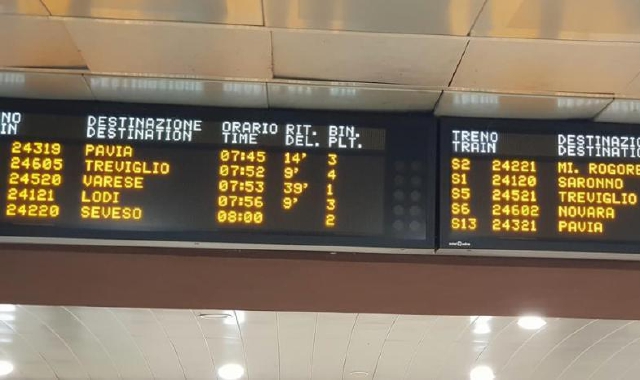 NO DESTINAZIONE ORARIO RIT. BIN.
IN DESTINATION TIME DEL. PLT.
24319 PAVIA 07:45 14' 3
24605 TREVIGLIO 07:52 9' 4
24520 VARESE 07:53 39' 1
24121 LODI 07:56 9' 3
24220 SEVESO 08:00 2
TRENO DESTINAZIO
TRAIN DESTINATIO
S2 24221 MI. ROGORE
S1 24120 SARONNO
S5 24521 TREVIGLIO
S6 24602 NOVARA
S13 24321 PAVIA